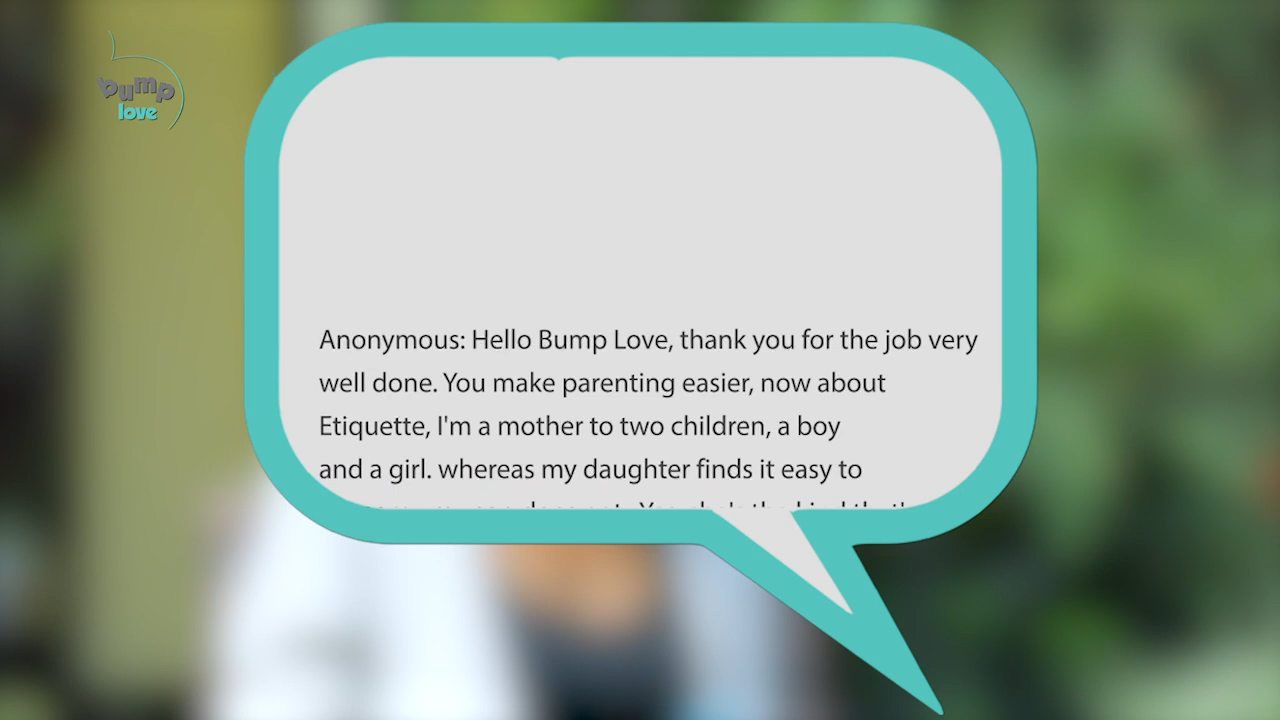 bump
love
Anonymous: Hello Bump Love, thank you for the job very
well done. You make parenting easier, now about
Etiquette, I'm a mother to two children, a boy
and a girl. whereas my daughter finds it easy to